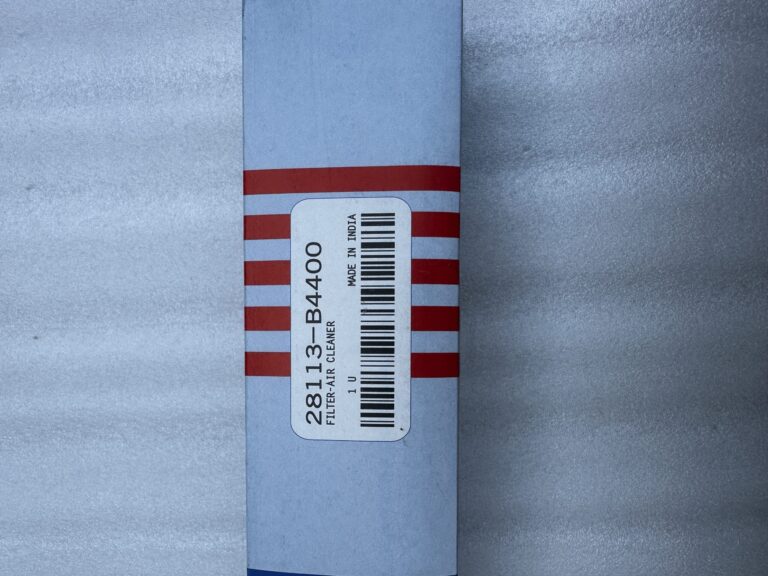 28113-B4400
FILTER-AIR CLEANER
1 U MADE IN INDIA